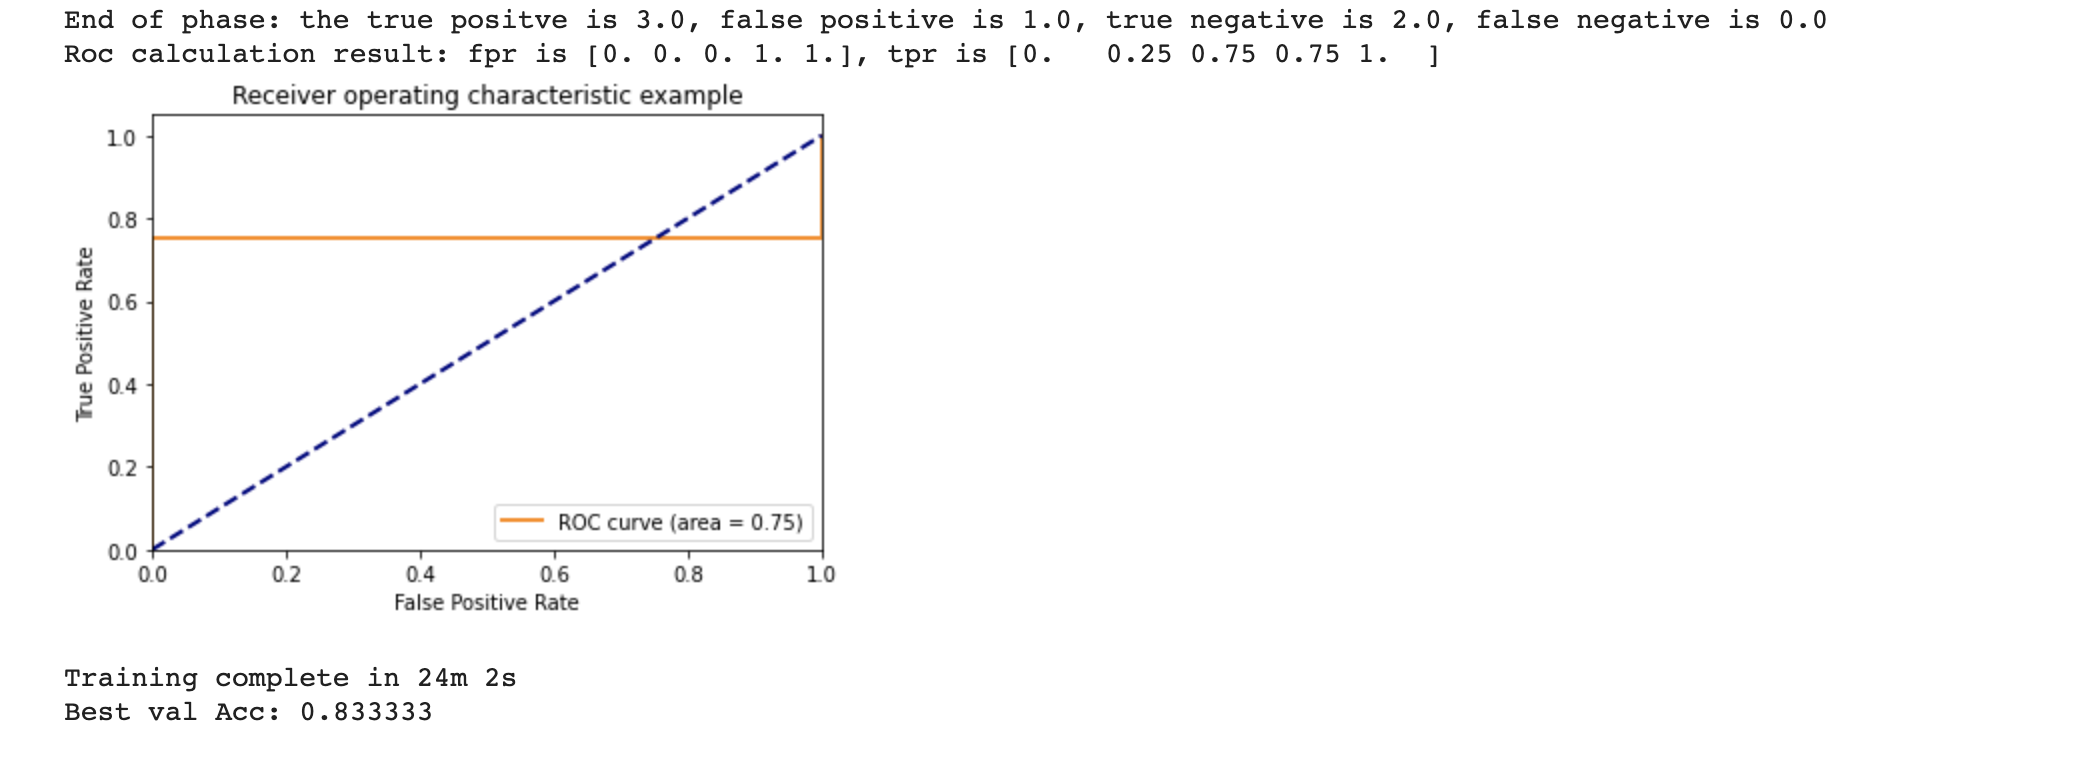 End of phase: the true positve is 3.0, false positive is 1.0, true negative is 2.0, false negative is 0.0
Roc calculation result: fpr is [0. 0. 0. 1. 1.], tpr is [0.   0.25 0.75 0.75 1.  ]
Receiver operating characteristic example
1.0
0.8
0.6
0.4
0.2
0.0
True Positive Rate
ROC curve (area = 0.75)
0.0 0.2 0.4 0.6 0.8 1.0
False Positive Rate
Training complete in 24m 2s
Best val Acc: 0.833333